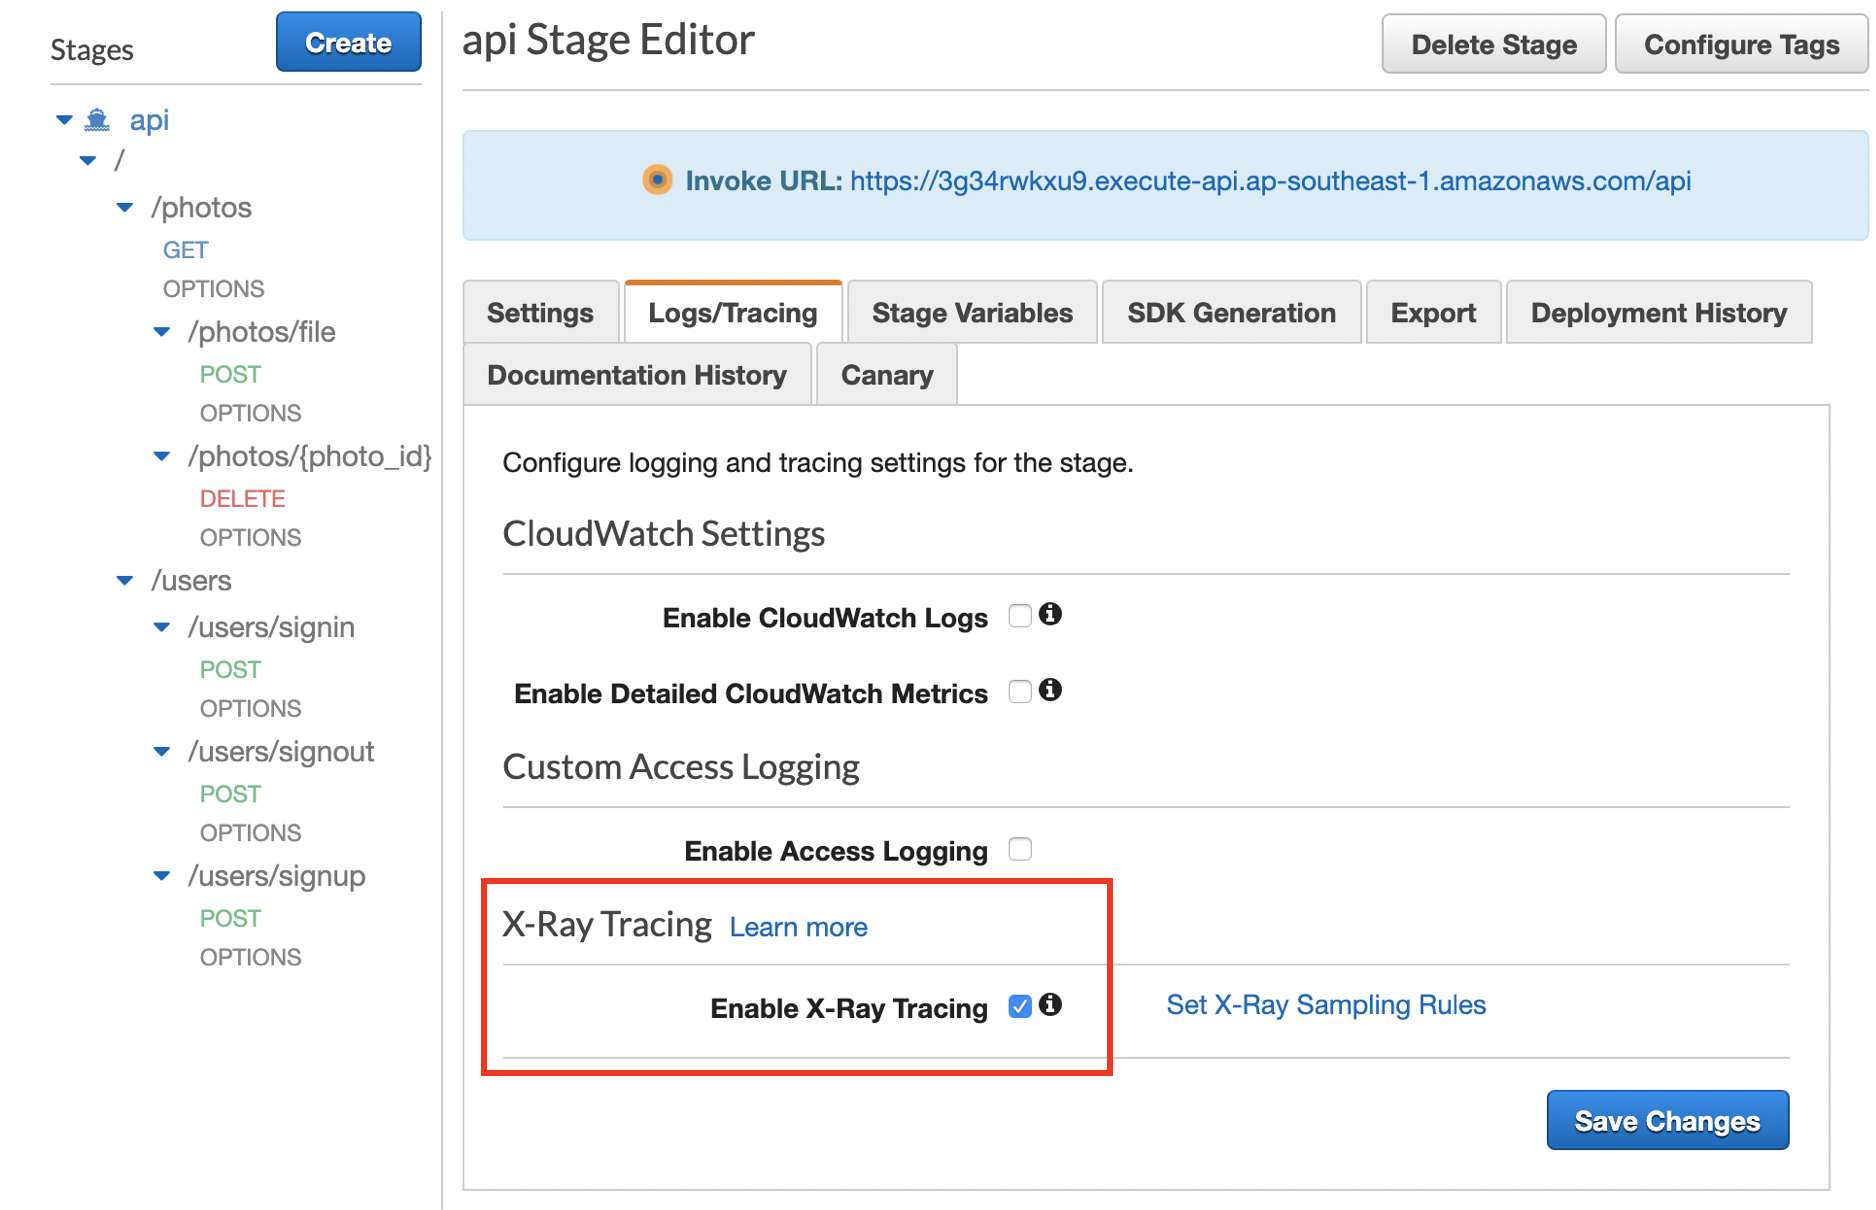 Stages
Create
api
/
/photos
GET
OPTIONS
/photos/file
POST
OPTIONS
/photos/{photo_id}
DELETE
OPTIONS
/users
/users/signin
POST
OPTIONS
/users/signout
POST
OPTIONS
/users/signup
POST
OPTIONS
api Stage Editor
Delete Stage
Configure Tags
Invoke URL: https://3g34rwkxu9.execute-api.ap-southeast-1.amazonaws.com/api
Settings
Logs/Tracing
Stage Variables
SDK Generation
Export
Deployment History
Documentation History
Canary
Configure logging and tracing settings for the stage.
CloudWatch Settings
Enable CloudWatch Logs
Enable Detailed CloudWatch Metrics
Custom Access Logging
Enable Access Logging
X-Ray Tracing Learn more
Enable X-Ray Tracing
Set X-Ray Sampling Rules
Save Changes